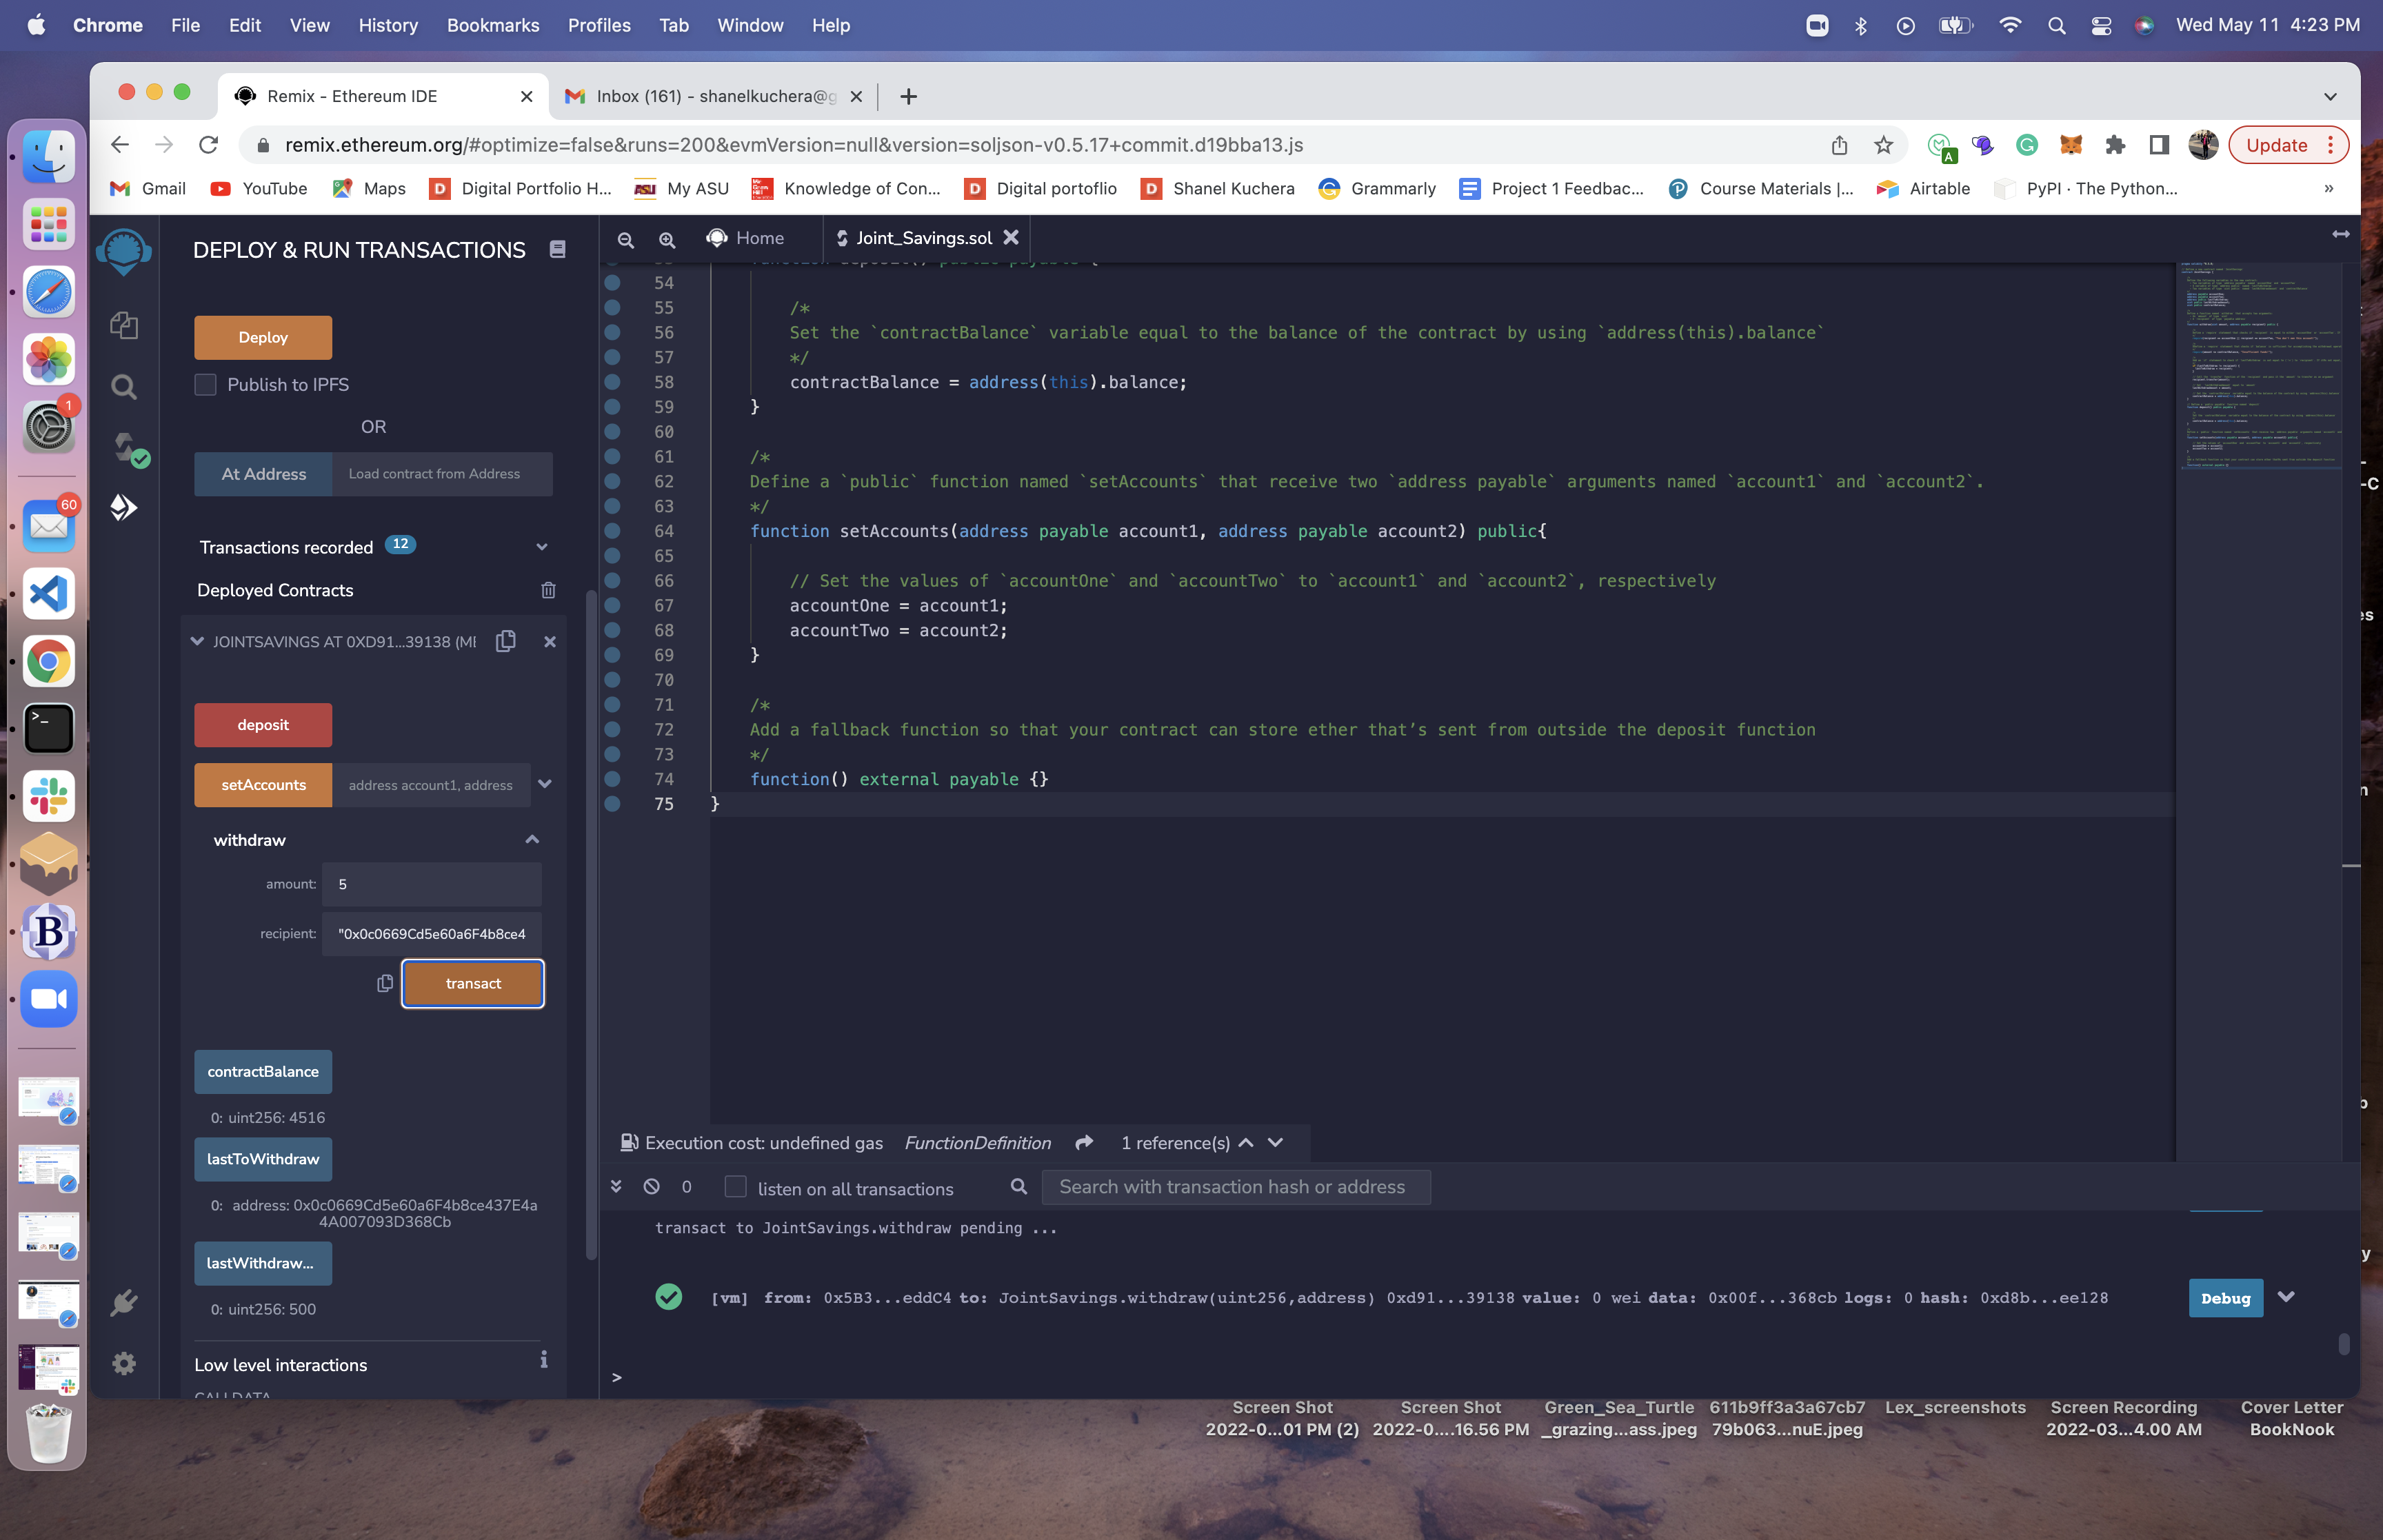 Chrome File Edit View History Bookmarks Profiles Tab Window Help Wed May 11 4:23 PM
Remix - Ethereum IDE Inbox (161) - shanelkuchera@g
remix.ethereum.org/#optimize=false&runs=200&evmVersion=null&version=soljson-v0.5.17+commit.d19bba13.js
A
Update
Gmail YouTube Maps Digital Portfolio H... My ASU Knowledge of Con... Digital portoflio Shanel Kuchera Grammarly Project 1 Feedbac... Course Materials |... Airtable PyPI · The Python... »
DEPLOY & RUN TRANSACTIONS
Home Joint_Savings.sol
Deploy
Publish to IPFS
OR
At Address Load contract from Address
Transactions recorded 12
Deployed Contracts
JOINTSAVINGS AT 0XD91...39138 (ME
deposit
setAccounts address account1, address
withdraw
amount: 5
recipient: "0x0c0669Cd5e60a6F4b8ce4
transact
contractBalance
0: uint256: 4516
lastToWithdraw
0: address: 0x0c0669Cd5e60a6F4b8ce437E4a
4A007093D368Cb
lastWithdraw...
0: uint256: 500
Low level interactions
CALLDATA
54
55 /*
56 Set the `contractBalance` variable equal to the balance of the contract by using `address(this).balance`
57 */
58 contractBalance = address(this).balance;
59 }
60
61 /*
62 Define a `public` function named `setAccounts` that receive two `address payable` arguments named `account1` and `account2`.
63 */
64 function setAccounts(address payable account1, address payable account2) public{
65
66 // Set the values of `accountOne` and `accountTwo` to `account1` and `account2`, respectively
67 accountOne = account1;
68 accountTwo = account2;
69 }
70
71 /*
72 Add a fallback function so that your contract can store ether that's sent from outside the deposit function
73 */
74 function() external payable {}
75 }
Execution cost: undefined gas FunctionDefinition 1 reference(s)
0 listen on all transactions Search with transaction hash or address
transact to JointSavings.withdraw pending ...
[vm] from: 0x5B3...eddC4 to: JointSavings.withdraw(uint256,address) 0xd91...39138 value: 0 wei data: 0x00f...368cb logs: 0 hash: 0xd8b...ee128
Debug
>
1
60
B
Screen Shot
2022-0...01 PM (2)
Screen Shot
2022-0....16.56 PM
Green_Sea_Turtle
_grazing...ass.jpeg
611b9ff3a3a67cb7
79b063...nuE.jpeg
Lex_screenshots
Screen Recording
2022-03...4.00 AM
Cover Letter
BookNook